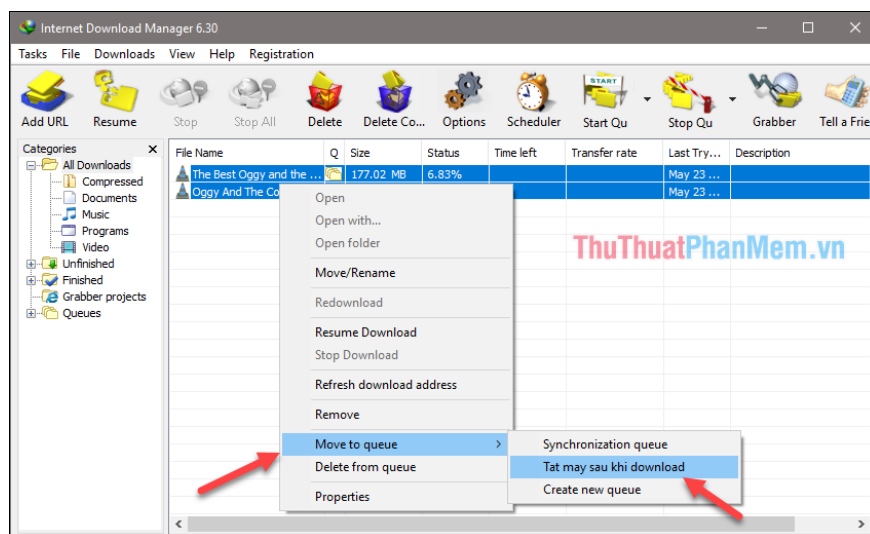 Internet Download Manager 6.30
Tasks File Downloads View Help Registration
Add URL Resume Stop Stop All Delete Delete Co... Options Scheduler Start Qu Stop Qu Grabber Tell a Frie
START
Categories
All Downloads
Compressed
Documents
Music
Programs
Video
Unfinished
Finished
Grabber projects
Queues
File Name Q Size Status Time left Transfer rate Last Try... Description
The Best Oggy and the ... 177.02 MB 6.83% May 23 ...
Oggy And The Co May 23 ...
Open
Open with...
Open folder
Move/Rename
Redownload
Resume Download
Stop Download
Refresh download address
Remove
Move to queue
Delete from queue
Properties
Synchronization queue
Tat may sau khi download
Create new queue
ThuThuatPhanMem.vn